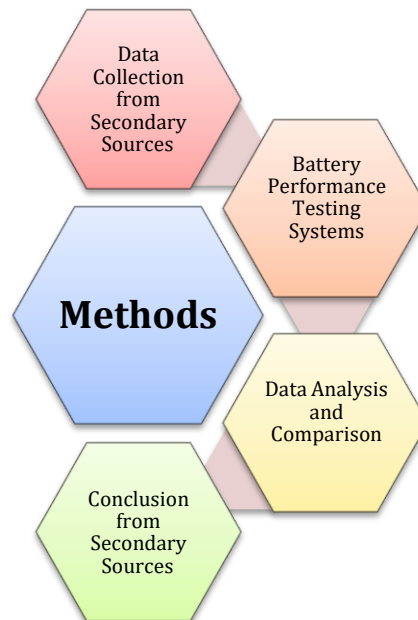 Data
Collection
from
Secondary
Sources
Battery
Performance
Testing
Systems
Methods
Data Analysis
and
Comparison
Conclusion
from
Secondary
Sources